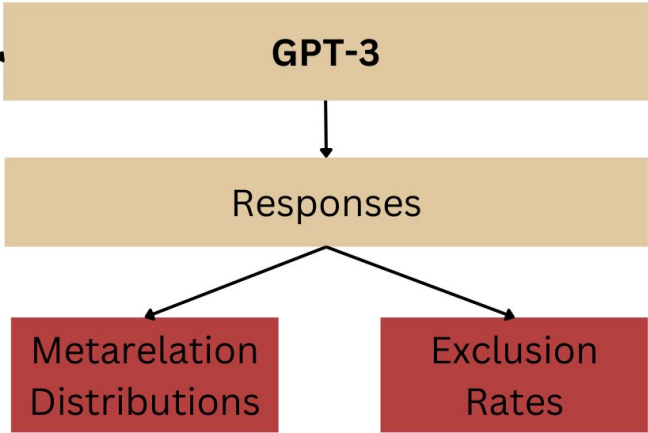 GPT-3
Responses
Metarelation
Distributions
Exclusion
Rates